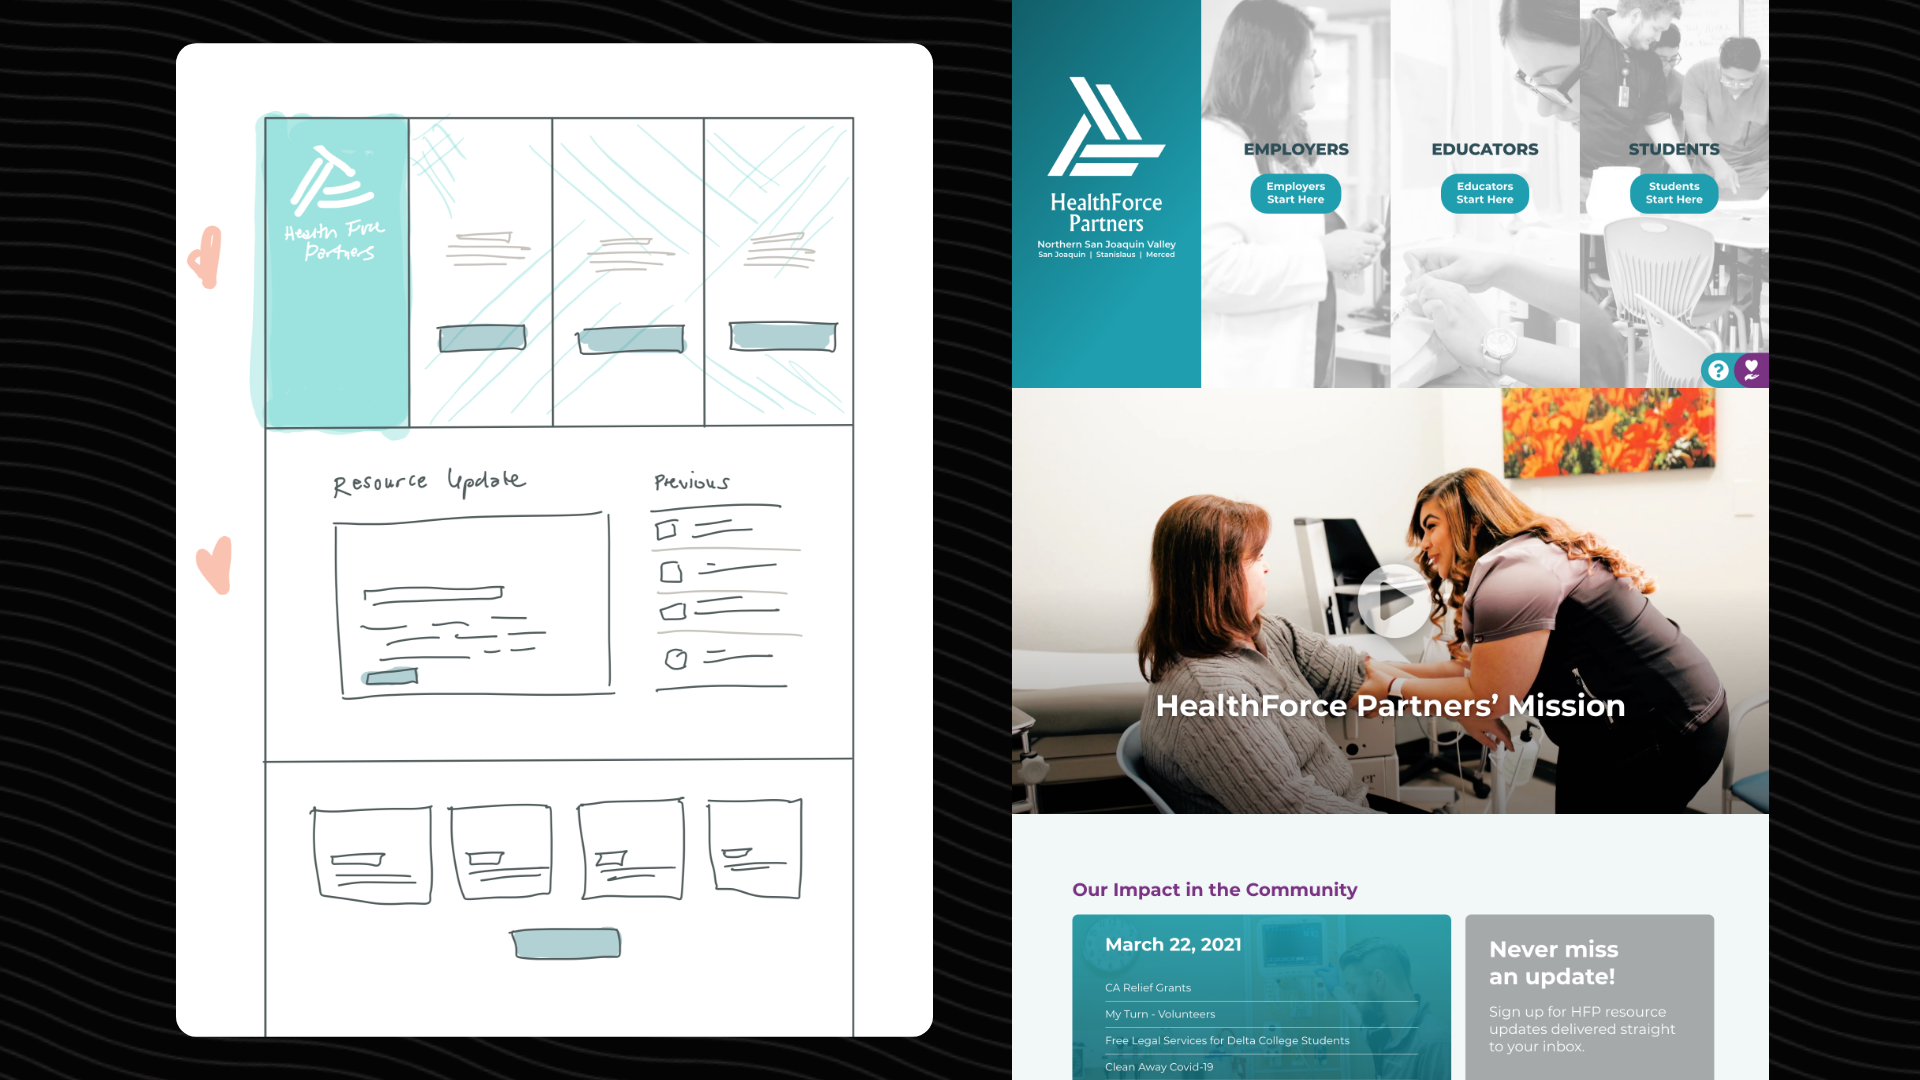 Health Force
Partners
Resource Update
Previous
HealthForce
Partners
Northern San Joaquin Valley
San Joaquin | Stanislaus | Merced
EMPLOYERS
Employers
Start Here
EDUCATORS
Educators
Start Here
STUDENTS
Students
Start Here
?
HealthForce Partners’ Mission
Our Impact in the Community
March 22, 2021
CA Relief Grants
My Turn - Volunteers
Free Legal Services for Delta College Students
Clean Away Covid-19
Never miss
an update!
Sign up for HFP resource
updates delivered straight
to your inbox.